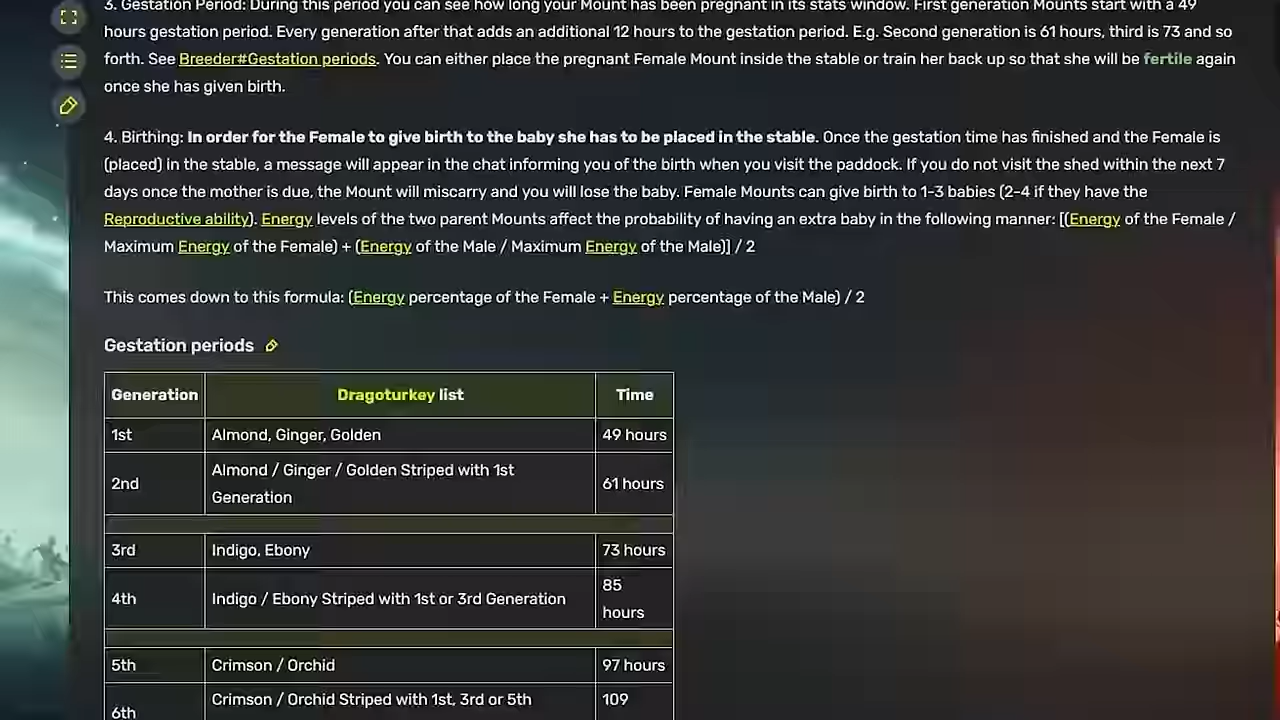 3. Gestation Period: During this period you can see how long your Mount has been pregnant in its stats window. First generation Mounts start with a 49
hours gestation period. Every generation after that adds an additional 12 hours to the gestation period. E.g. Second generation is 61 hours, third is 73 and so
forth. See Breeder#Gestation periods. You can either place the pregnant Female Mount inside the stable or train her back up so that she will be fertile again
once she has given birth.
4. Birthing: In order for the Female to give birth to the baby she has to be placed in the stable. Once the gestation time has finished and the Female is
(placed) in the stable, a message will appear in the chat informing you of the birth when you visit the paddock. If you do not visit the shed within the next 7
days once the mother is due, the Mount will miscarry and you will lose the baby. Female Mounts can give birth to 1-3 babies (2-4 if they have the
Reproductive ability). Energy levels of the two parent Mounts affect the probability of having an extra baby in the following manner: [(Energy of the Female /
Maximum Energy of the Female) + (Energy of the Male / Maximum Energy of the Male)] / 2
This comes down to this formula: (Energy percentage of the Female + Energy percentage of the Male) / 2
Gestation periods
Generation Dragoturkey list Time
1st Almond, Ginger, Golden 49 hours
2nd Almond / Ginger / Golden Striped with 1st
Generation 61 hours
3rd Indigo, Ebony 73 hours
4th Indigo / Ebony Striped with 1st or 3rd Generation 85
hours
5th Crimson / Orchid 97 hours
6th Crimson / Orchid Striped with 1st, 3rd or 5th 109